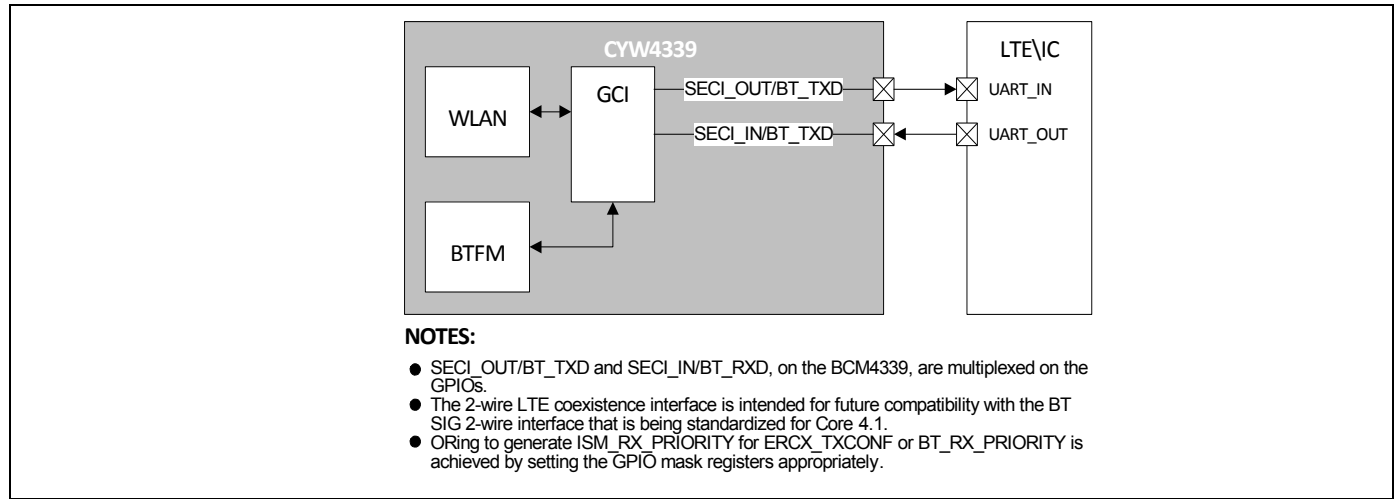 CYW4339
LTE\IC
WLAN
GCI
SECI_OUT/BT_TXD
UART_IN
SECI_IN/BT_TXD
UART_OUT
BTFM
NOTES:
● SECI_OUT/BT_TXD and SECI_IN/BT_RXD, on the BCM4339, are multiplexed on the
GPIOs.
● The 2-wire LTE coexistence interface is intended for future compatibility with the BT
SIG 2-wire interface that is being standardized for Core 4.1.
● ORing to generate ISM_RX_PRIORITY for ERCX_TXCONF or BT_RX_PRIORITY is
achieved by setting the GPIO mask registers appropriately.